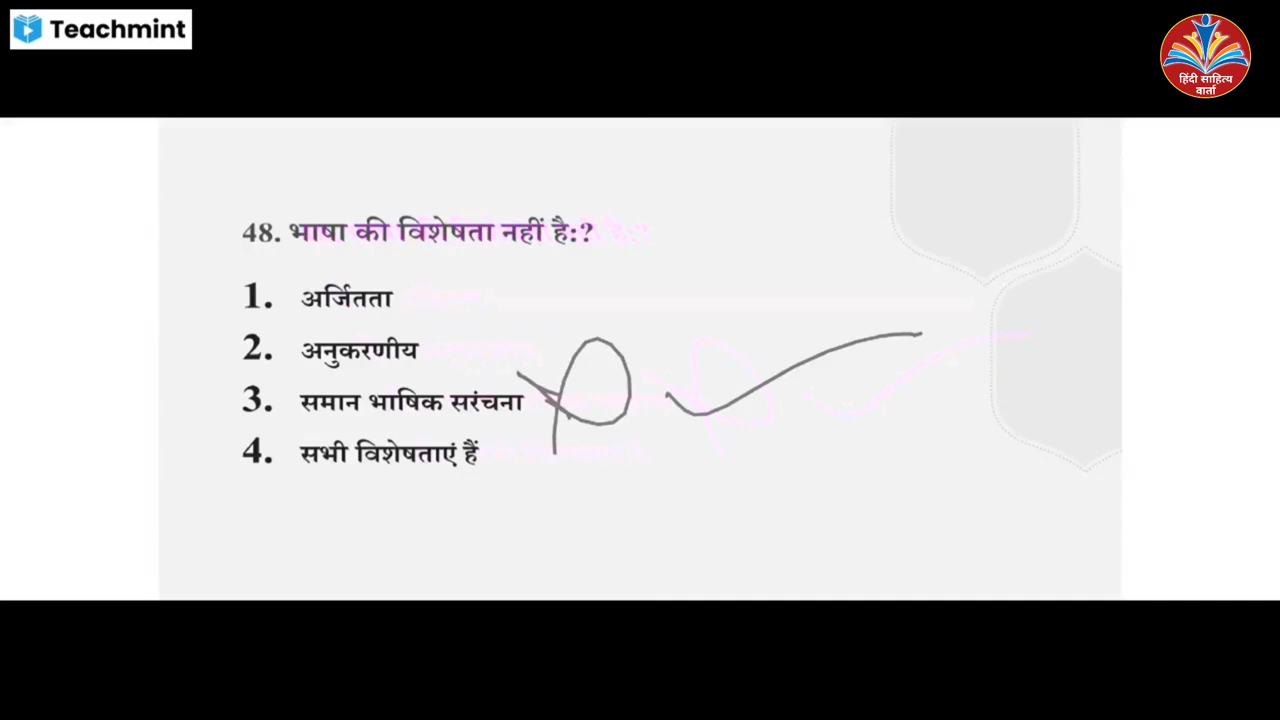 Teachmint
हिंदी साहित्य
वार्ता
48. भाषा की विशेषता नहीं है:?
1. अर्जितता
2. अनुकरणीय
3. समान भाषिक सरंचना
4. सभी विशेषताएं हैं